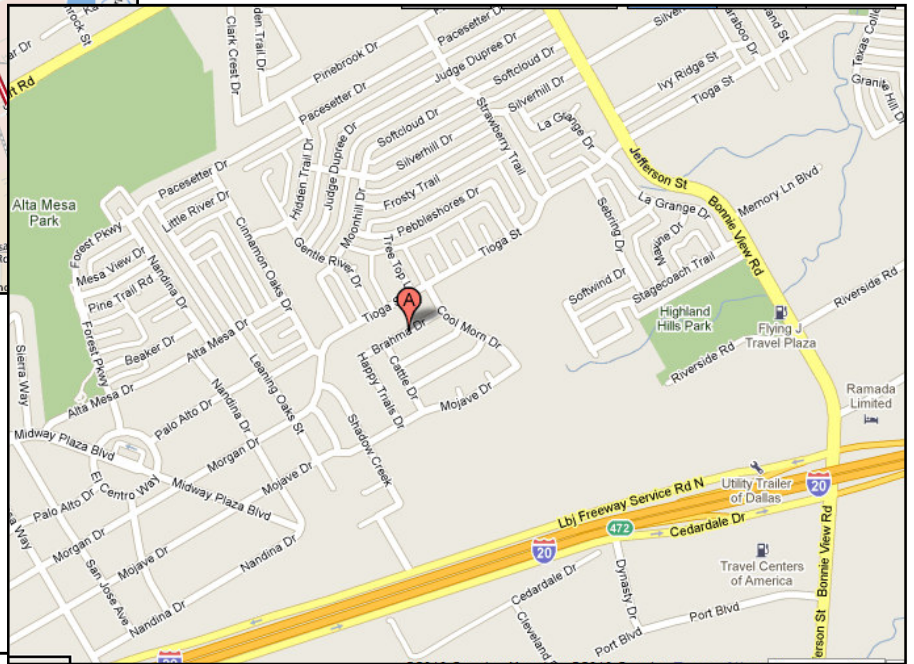 Clark Crest Dr
Pinebrook Dr
Pacesetter Dr
Judge Dupree Dr
Softcloud Dr
Silverhill Dr
Ivy Ridge St
Tioga St
Granite Hill Dr
Pacesetter Dr
Softcloud Dr
Silverhill Dr
Strawberry Trail
La Grange Dr
Jefferson St
Hidden Trail Dr
Judge Dupree Dr
Moonhill Dr
Frosty Trail
Pebbleshores Dr
Pacesetter Dr
Little River Dr
Alta Mesa
Park
Forest Pkwy
Mesa View Dr
Pine Trail Rd
Nandina Dr
Cinnamon Oaks Dr
Gentle River Dr
Tioga St
Sebring Dr
La Grange Dr
Memory Ln Blvd
Bonnie View Rd
Stagecoach Trail
Softwind Dr
Highland
Hills Park
Riverside Rd
Riverside Rd
Flying J
Travel Plaza
A
Brahma Dr
Cool Morn Dr
Cattle Dr
Happy Trials Dr
Mojave Dr
Forest Pkwy
Beaker Dr
Alta Mesa Dr
Sierra Way
Alta Mesa Dr
Palo Alto Dr
Leaning Oaks St
Nandina Dr
Shadow Creek
Midway Plaza Blvd
Morgan Dr
Mojave Dr
El Centro Way
Midway Plaza Blvd
Palo Alto Dr
Morgan Dr
Mojave Dr
Nandina Dr
San Jose Ave
Nandina Dr
Ramada
Limited
Utility Trailer
of Dallas
20
Lbj Freeway Service Rd N
472
Cedardale Dr
20
Bonnie View Rd
Travel Centers
of America
Cedardale Dr
Dynasty Dr
Port Blvd
Port Blvd
20